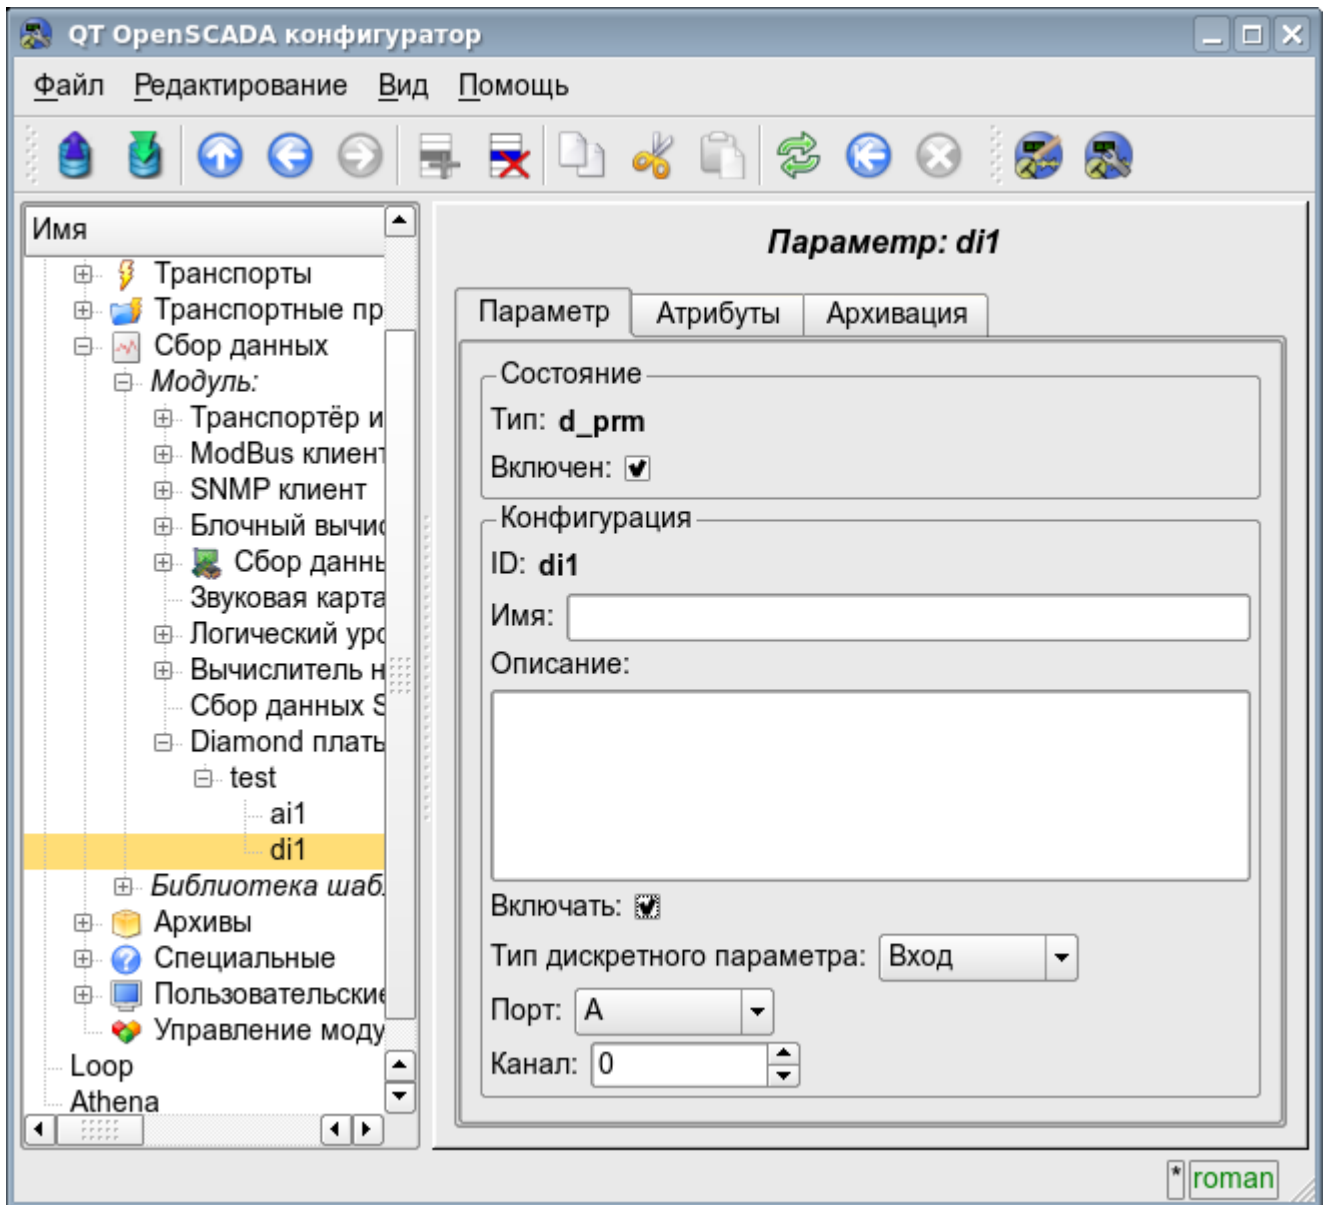 QT OpenSCADA конфигуратор
Файл Редактирование Вид Помощь
Имя
Транспорты
Транспортные пр
Сбор данных
Модуль:
Транспортёр и
ModBus клиент
SNMP клиент
Блочный вычис
Сбор данны
Звуковая карта
Логический уро
Вычислитель н
Сбор данных S
Diamond платы
test
ai1
di1
Библиотека шаб
Архивы
Специальные
Пользовательские
Управление моду
Loop
Athena
Параметр: di1
Параметр Атрибуты Архивация
Состояние
Тип: d_prm
Включен:
Конфигурация
ID: di1
Имя:
Описание:
Включать:
Тип дискретного параметра: Вход
Порт: A
Канал: 0
* roman